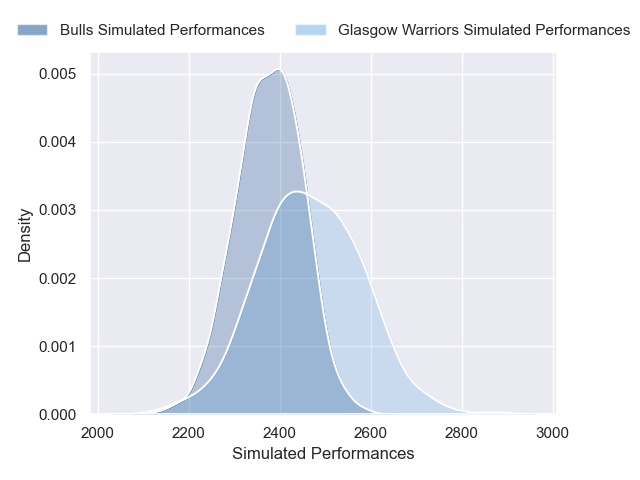 Bulls Simulated Performances Glasgow Warriors Simulated Performances
0.005
0.004
0.003
0.002
0.001
0.000
Density
2000 2200 2400 2600 2800 3000
Simulated Performances